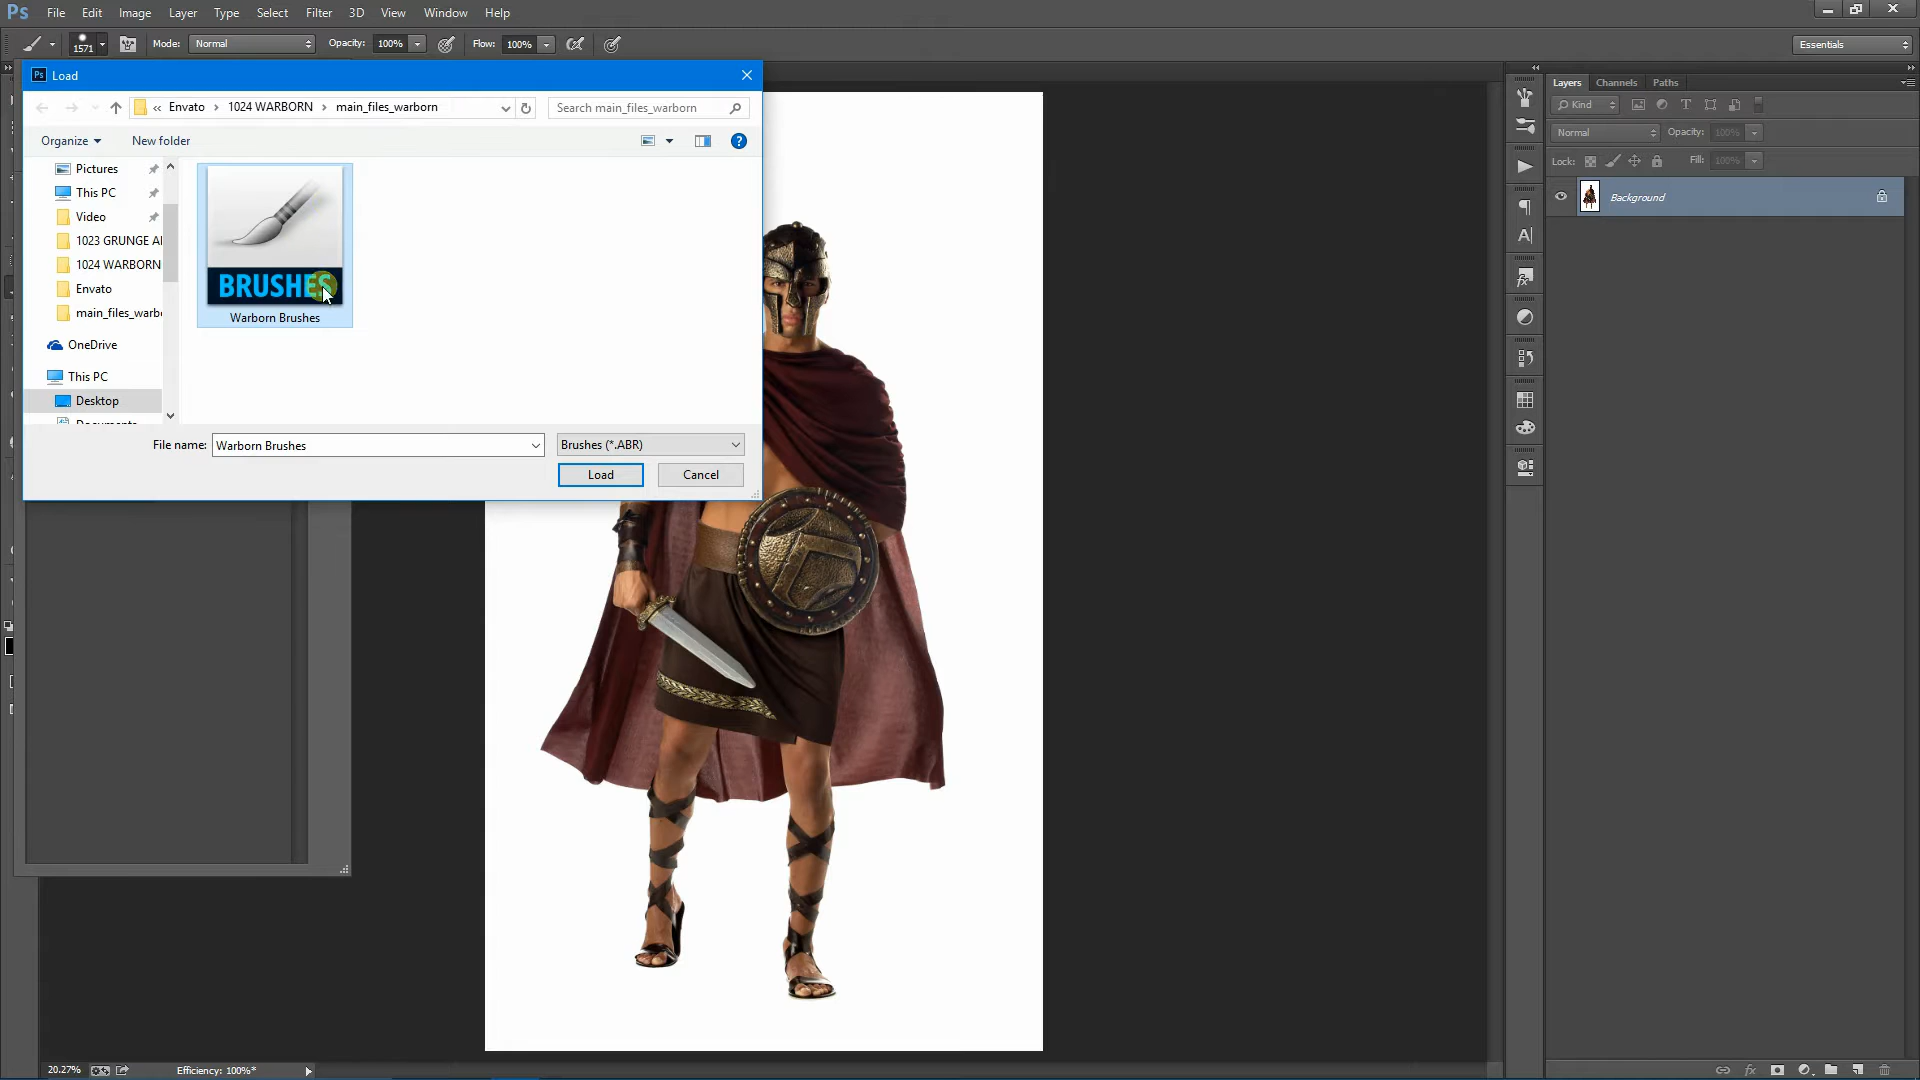 Ps File Edit Image Layer Type Select Filter 3D View Window Help
1571 Mode: Normal Opacity: 100% Flow: 100% Essentials
Ps Load
« Envato › 1024 WARBORN › main_files_warborn Search main_files_warborn
Organize New folder ?
Pictures
This PC
Video
1023 GRUNGE A
1024 WARBORN
Envato
main_files_warb
OneDrive
This PC
Desktop
BRUSHES
Warborn Brushes
File name: Warborn Brushes Brushes (*.ABR)
Load Cancel
Layers Channels Paths
Kind
Normal Opacity: 100%
Lock: Fill: 100%
Background
20.27% Efficiency: 100%*